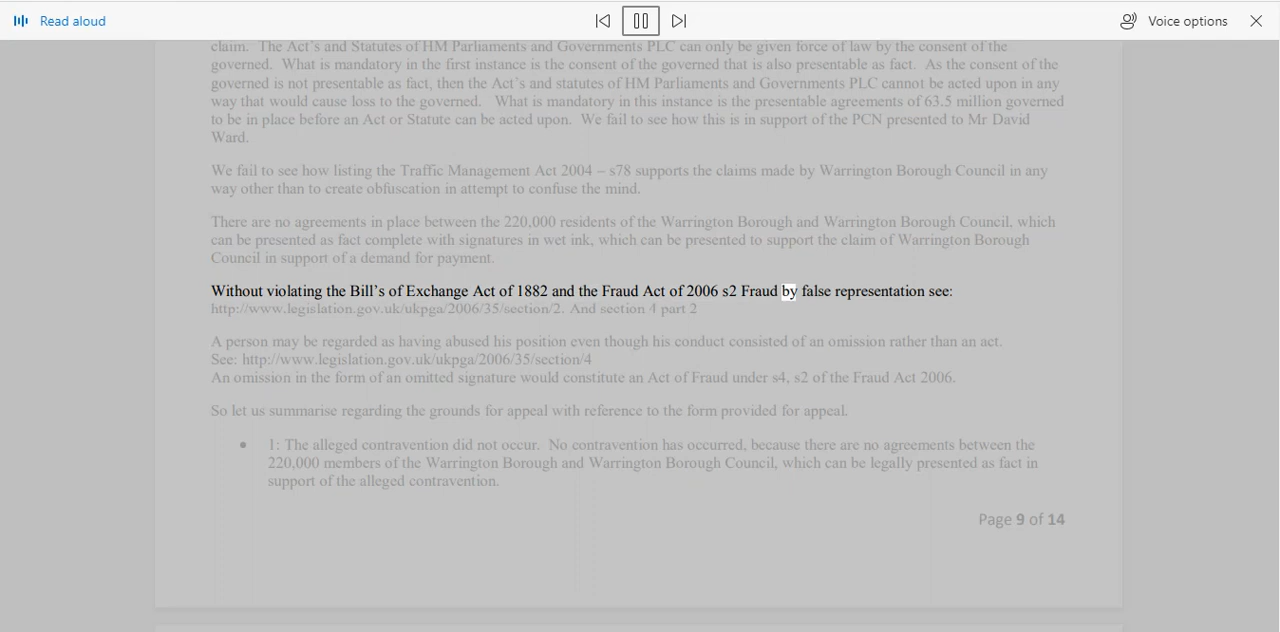 Read aloud
Voice options
claim. The Act's and Statutes of HM Parliaments and Governments PLC can only be given force of law by the consent of the
governed. What is mandatory in the first instance is the consent of the governed that is also presentable as fact. As the consent of the
governed is not presentable as fact, then the Act's and statutes of HM Parliaments and Governments PLC cannot be acted upon in any
way that would cause loss to the governed. What is mandatory in this instance is the presentable agreements of 63.5 million governed
to be in place before an Act or Statute can be acted upon. We fail to see how this is in support of the PCN presented to Mr David
Ward.
We fail to see how listing the Traffic Management Act 2004 – s78 supports the claims made by Warrington Borough Council in any
way other than to create obfuscation in attempt to confuse the mind.
There are no agreements in place between the 220,000 residents of the Warrington Borough and Warrington Borough Council, which
can be presented as fact complete with signatures in wet ink, which can be presented to support the claim of Warrington Borough
Council in support of a demand for payment.
Without violating the Bill's of Exchange Act of 1882 and the Fraud Act of 2006 s2 Fraud by false representation see:
http://www.legislation.gov.uk/ukpga/2006/35/section/2. And section 4 part 2
A person may be regarded as having abused his position even though his conduct consisted of an omission rather than an act.
See: http://www.legislation.gov.uk/ukpga/2006/35/section/4
An omission in the form of an omitted signature would constitute an Act of Fraud under s4, s2 of the Fraud Act 2006.
So let us summarise regarding the grounds for appeal with reference to the form provided for appeal.
• 1: The alleged contravention did not occur. No contravention has occurred, because there are no agreements between the
220,000 members of the Warrington Borough and Warrington Borough Council, which can be legally presented as fact in
support of the alleged contravention.
Page 9 of 14